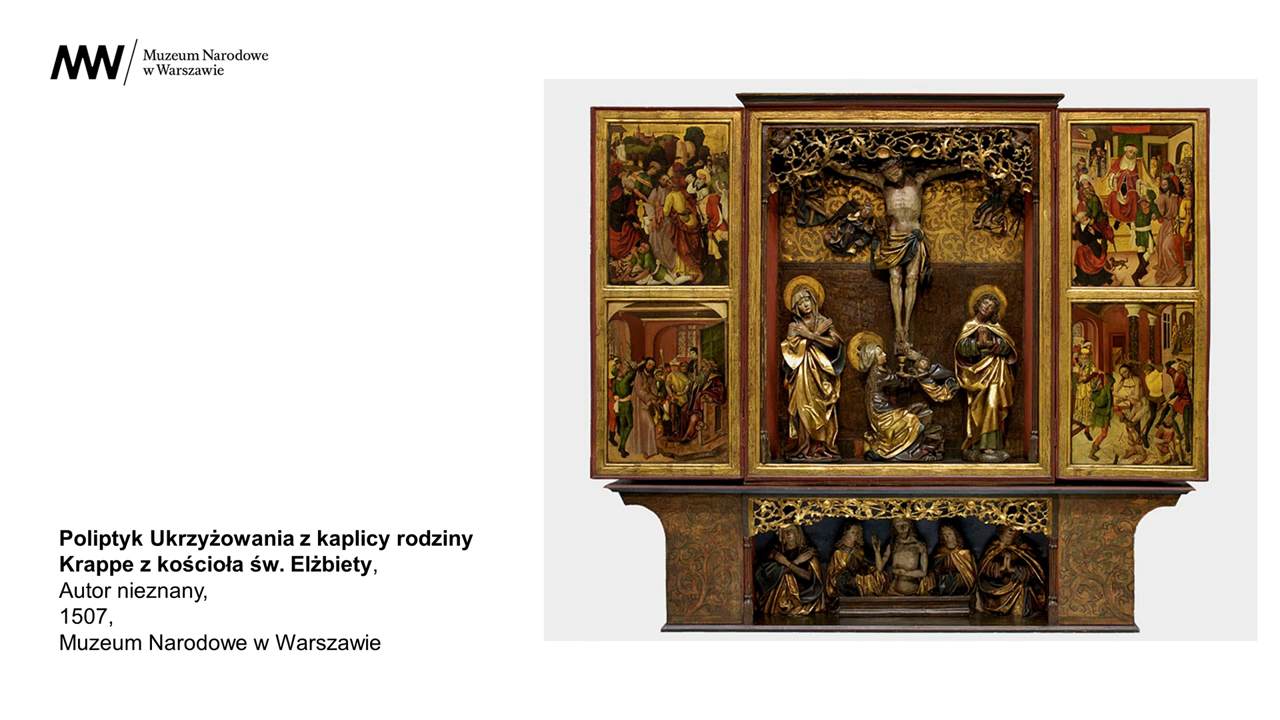 MW
Muzeum Narodowe
w Warszawie
Poliptyk Ukrzyżowania z kaplicy rodziny
Krappe z kościoła św. Elżbiety,
Autor nieznany,
1507,
Muzeum Narodowe w Warszawie